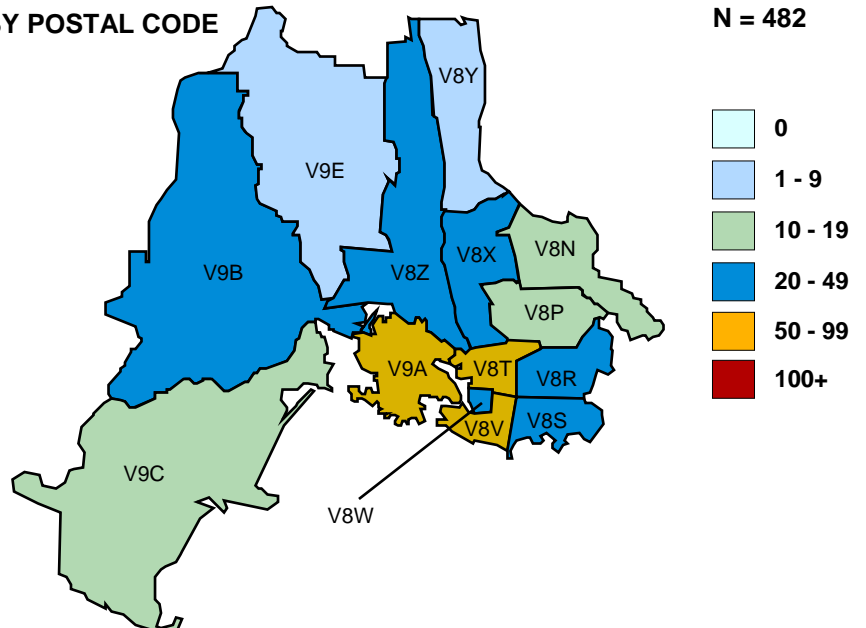 Y POSTAL CODE
N = 482
0
1 - 9
10 - 19
20 - 49
50 - 99
100+
V8Y
V9E
V8N
V8X
V9B
V8Z
V8P
V9A
V8T
V8R
V8S
V8V
V9C
V8W